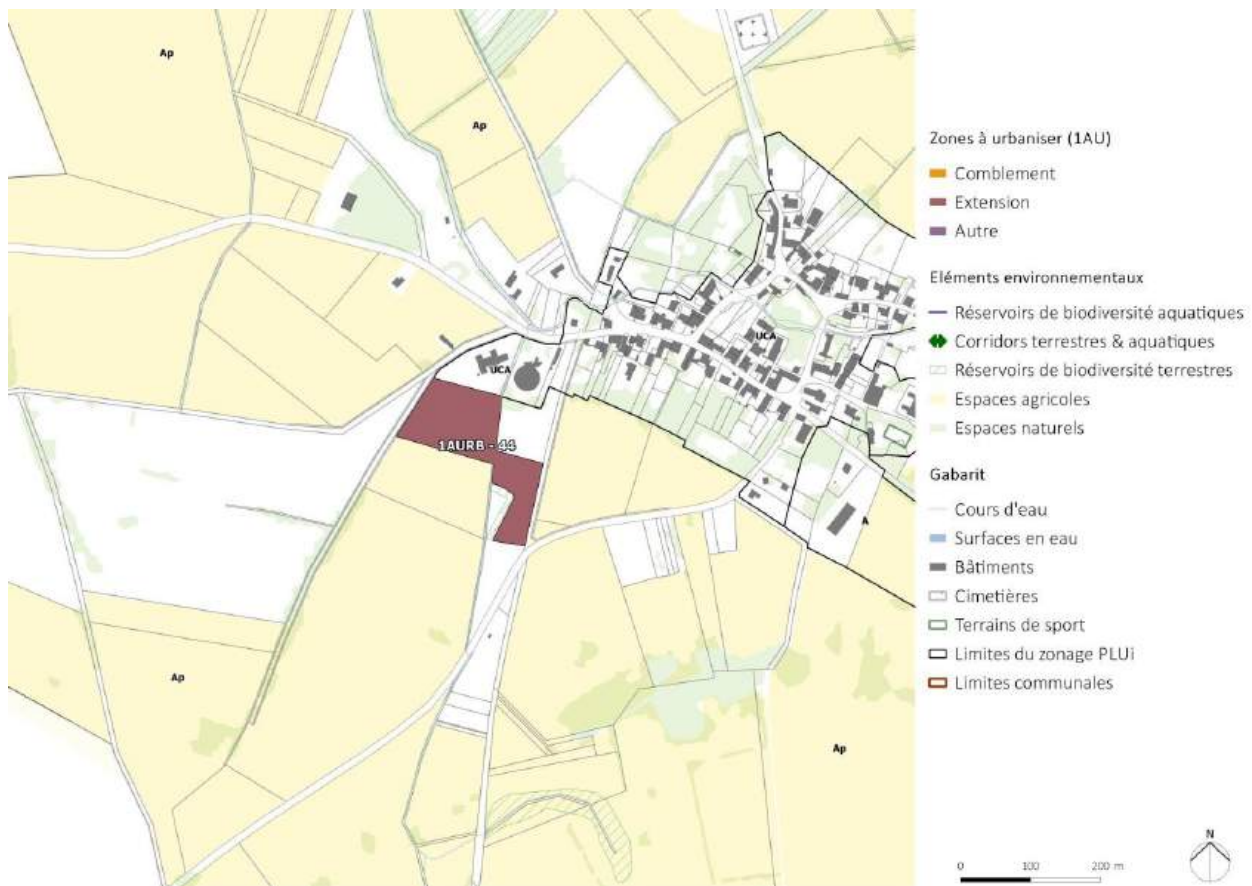 Ap
Ap
UCA
UCA
1AURB - 44
A
Ap
Ap
Zones à urbaniser (1AU)
Comblement
Extension
Autre
Eléments environnementaux
Réservoirs de biodiversité aquatiques
Corridors terrestres & aquatiques
Réservoirs de biodiversité terrestres
Espaces agricoles
Espaces naturels
Gabarit
Cours d'eau
Surfaces en eau
Bâtiments
Cimetières
Terrains de sport
Limites du zonage PLUi
Limites communales
0 100 200 m
N